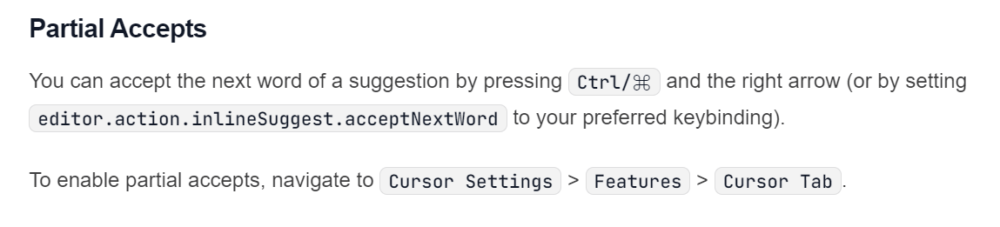 Partial Accepts
You can accept the next word of a suggestion by pressing Ctrl/⌘ and the right arrow (or by setting
editor.action.inlineSuggest.acceptNextWord to your preferred keybinding).
To enable partial accepts, navigate to Cursor Settings > Features > Cursor Tab.